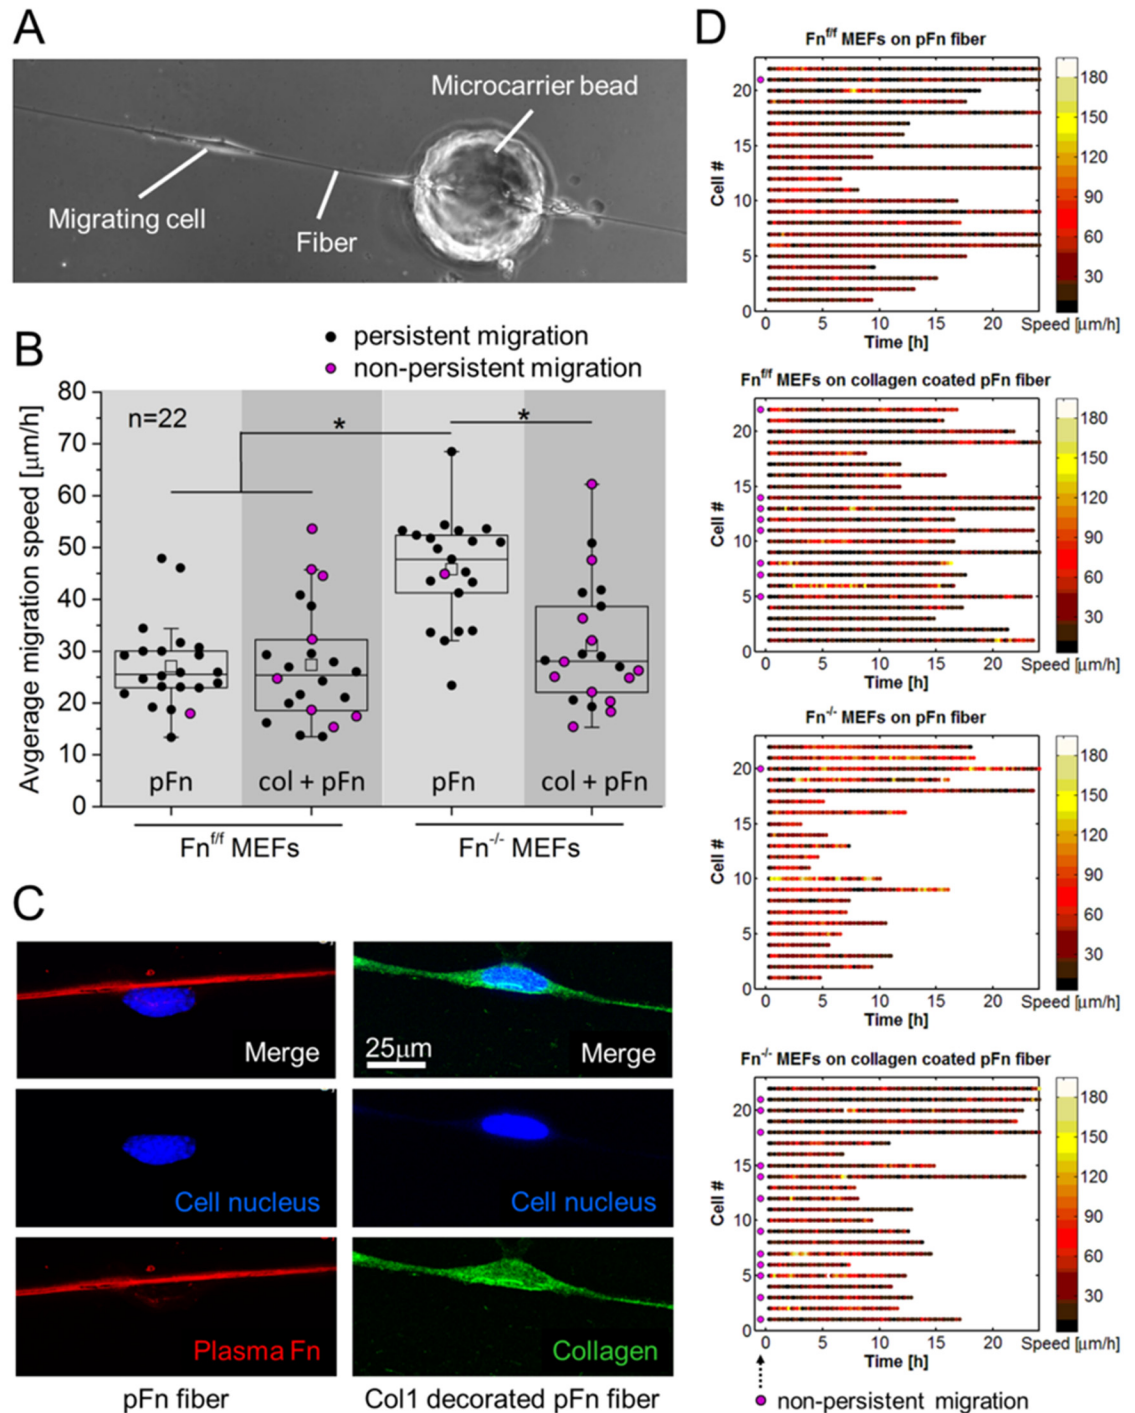 A
Microcarrier bead
Migrating cell
Fiber
B
persistent migration
non-persistent migration
Avgerage migration speed [μm/h]
80
70
60
50
40
30
20
10
0
n=22
*
*
pFn
col + pFn
pFn
col + pFn
Fn^f/f MEFs
Fn^-/- MEFs
C
Merge
25μm
Merge
Cell nucleus
Cell nucleus
Plasma Fn
Collagen
pFn fiber
Col1 decorated pFn fiber
D
Fn^f/f MEFs on pFn fiber
Cell #
20
15
10
5
0
0 5 10 15 20
Time [h]
180
150
120
90
60
30
Speed [μm/h]
Fn^f/f MEFs on collagen coated pFn fiber
Cell #
20
15
10
5
0
0 5 10 15 20
Time [h]
180
150
120
90
60
30
Speed [μm/h]
Fn^-/- MEFs on pFn fiber
Cell #
20
15
10
5
0
0 5 10 15 20
Time [h]
180
150
120
90
60
30
Speed [μm/h]
Fn^-/- MEFs on collagen coated pFn fiber
Cell #
20
15
10
5
0
0 5 10 15 20
Time [h]
180
150
120
90
60
30
Speed [μm/h]
non-persistent migration